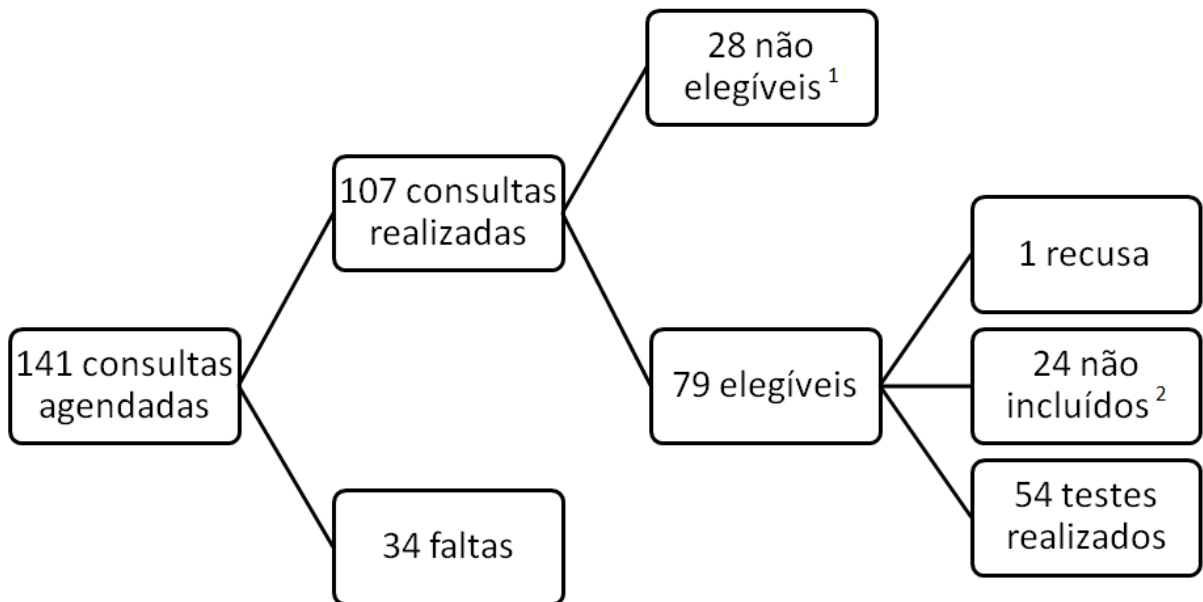 28 não
elegíveis 1
107 consultas
realizadas
1 recusa
141 consultas
agendadas
79 elegíveis
24 não
incluídos 2
34 faltas
54 testes
realizados